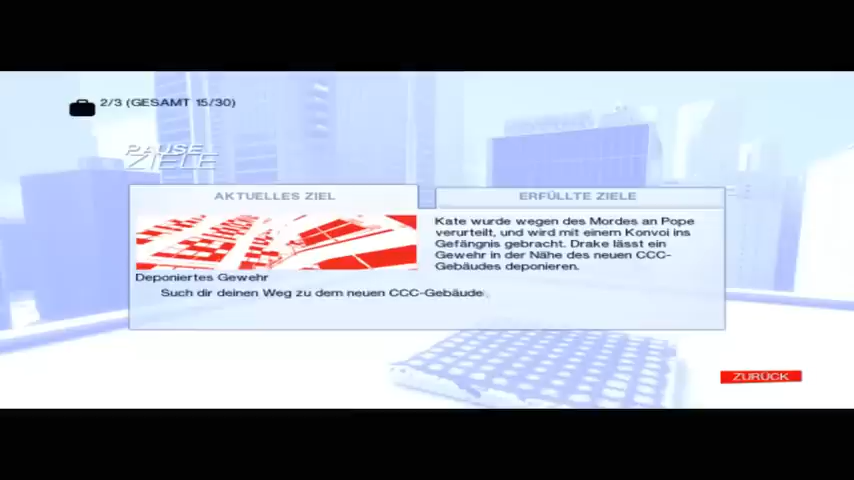 2/3 (GESAMT 15/30)
PAUSE
ZIELE
AKTUELLES ZIEL
ERFÜLLTE ZIELE
Deponiertes Gewehr
Such dir deinen Weg zu dem neuen CCC-Gebäude.
Kate wurde wegen des Mordes an Pope
verurteilt, und wird mit einem Konvoi ins
Gefängnis gebracht. Drake lässt ein
Gewehr in der Nähe des neuen CCC-
Gebäudes deponieren.
ZURÜCK